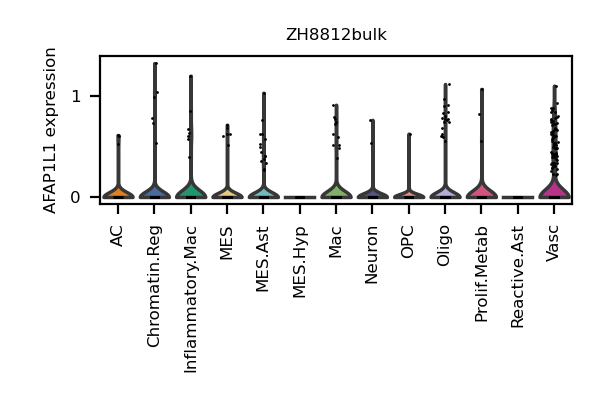 ZH8812bulk
AFAP1L1 expression
1
0
AC
Chromatin.Reg
Inflammatory.Mac
MES
MES.Ast
MES.Hyp
Mac
Neuron
OPC
Oligo
Prolif.Metab
Reactive.Ast
Vasc